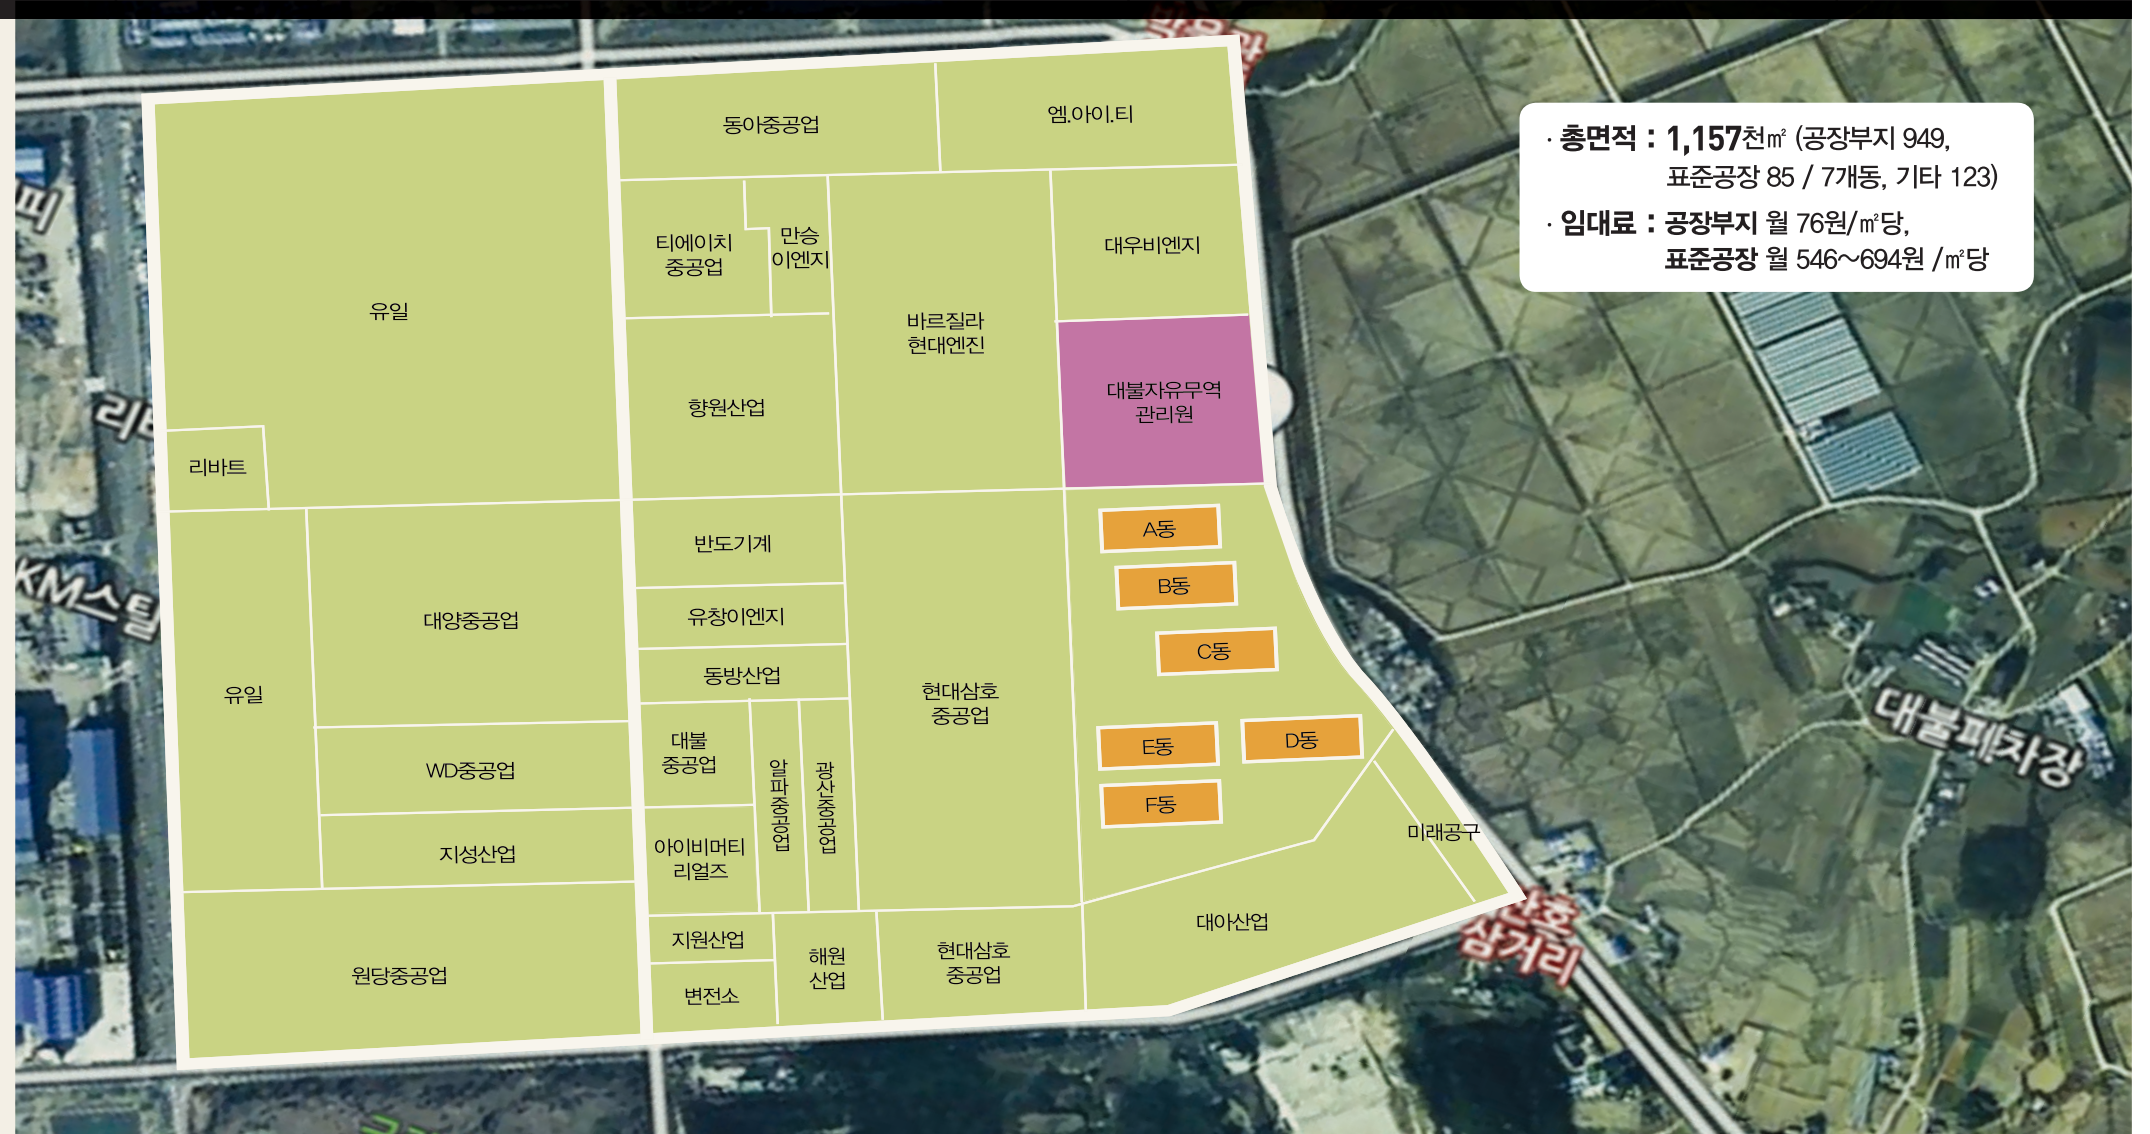 · 총면적 : 1,157천㎡ (공장부지 949,
표준공장 85 / 7개동, 기타 123)
· 임대료 : 공장부지 월 76원/㎡당,
표준공장 월 546~694원 /㎡당
동아중공업
엠.아이.티
티에이치
중공업
만승
이엔지
대우비엔지
유일
바르질라
현대엔진
향원산업
대불자유무역
관리원
리바트
A동
반도기계
B동
유창이엔지
대양중공업
C동
동방산업
유일
현대삼호
중공업
대불
중공업
E동
D동
WD중공업
알파중공업
광산중공업
F동
미래공구
지성산업
아이비머티
리얼즈
대아산업
지원산업
해원
산업
현대삼호
중공업
원당중공업
변전소
피
KM스틸
대불폐차장
삼거리